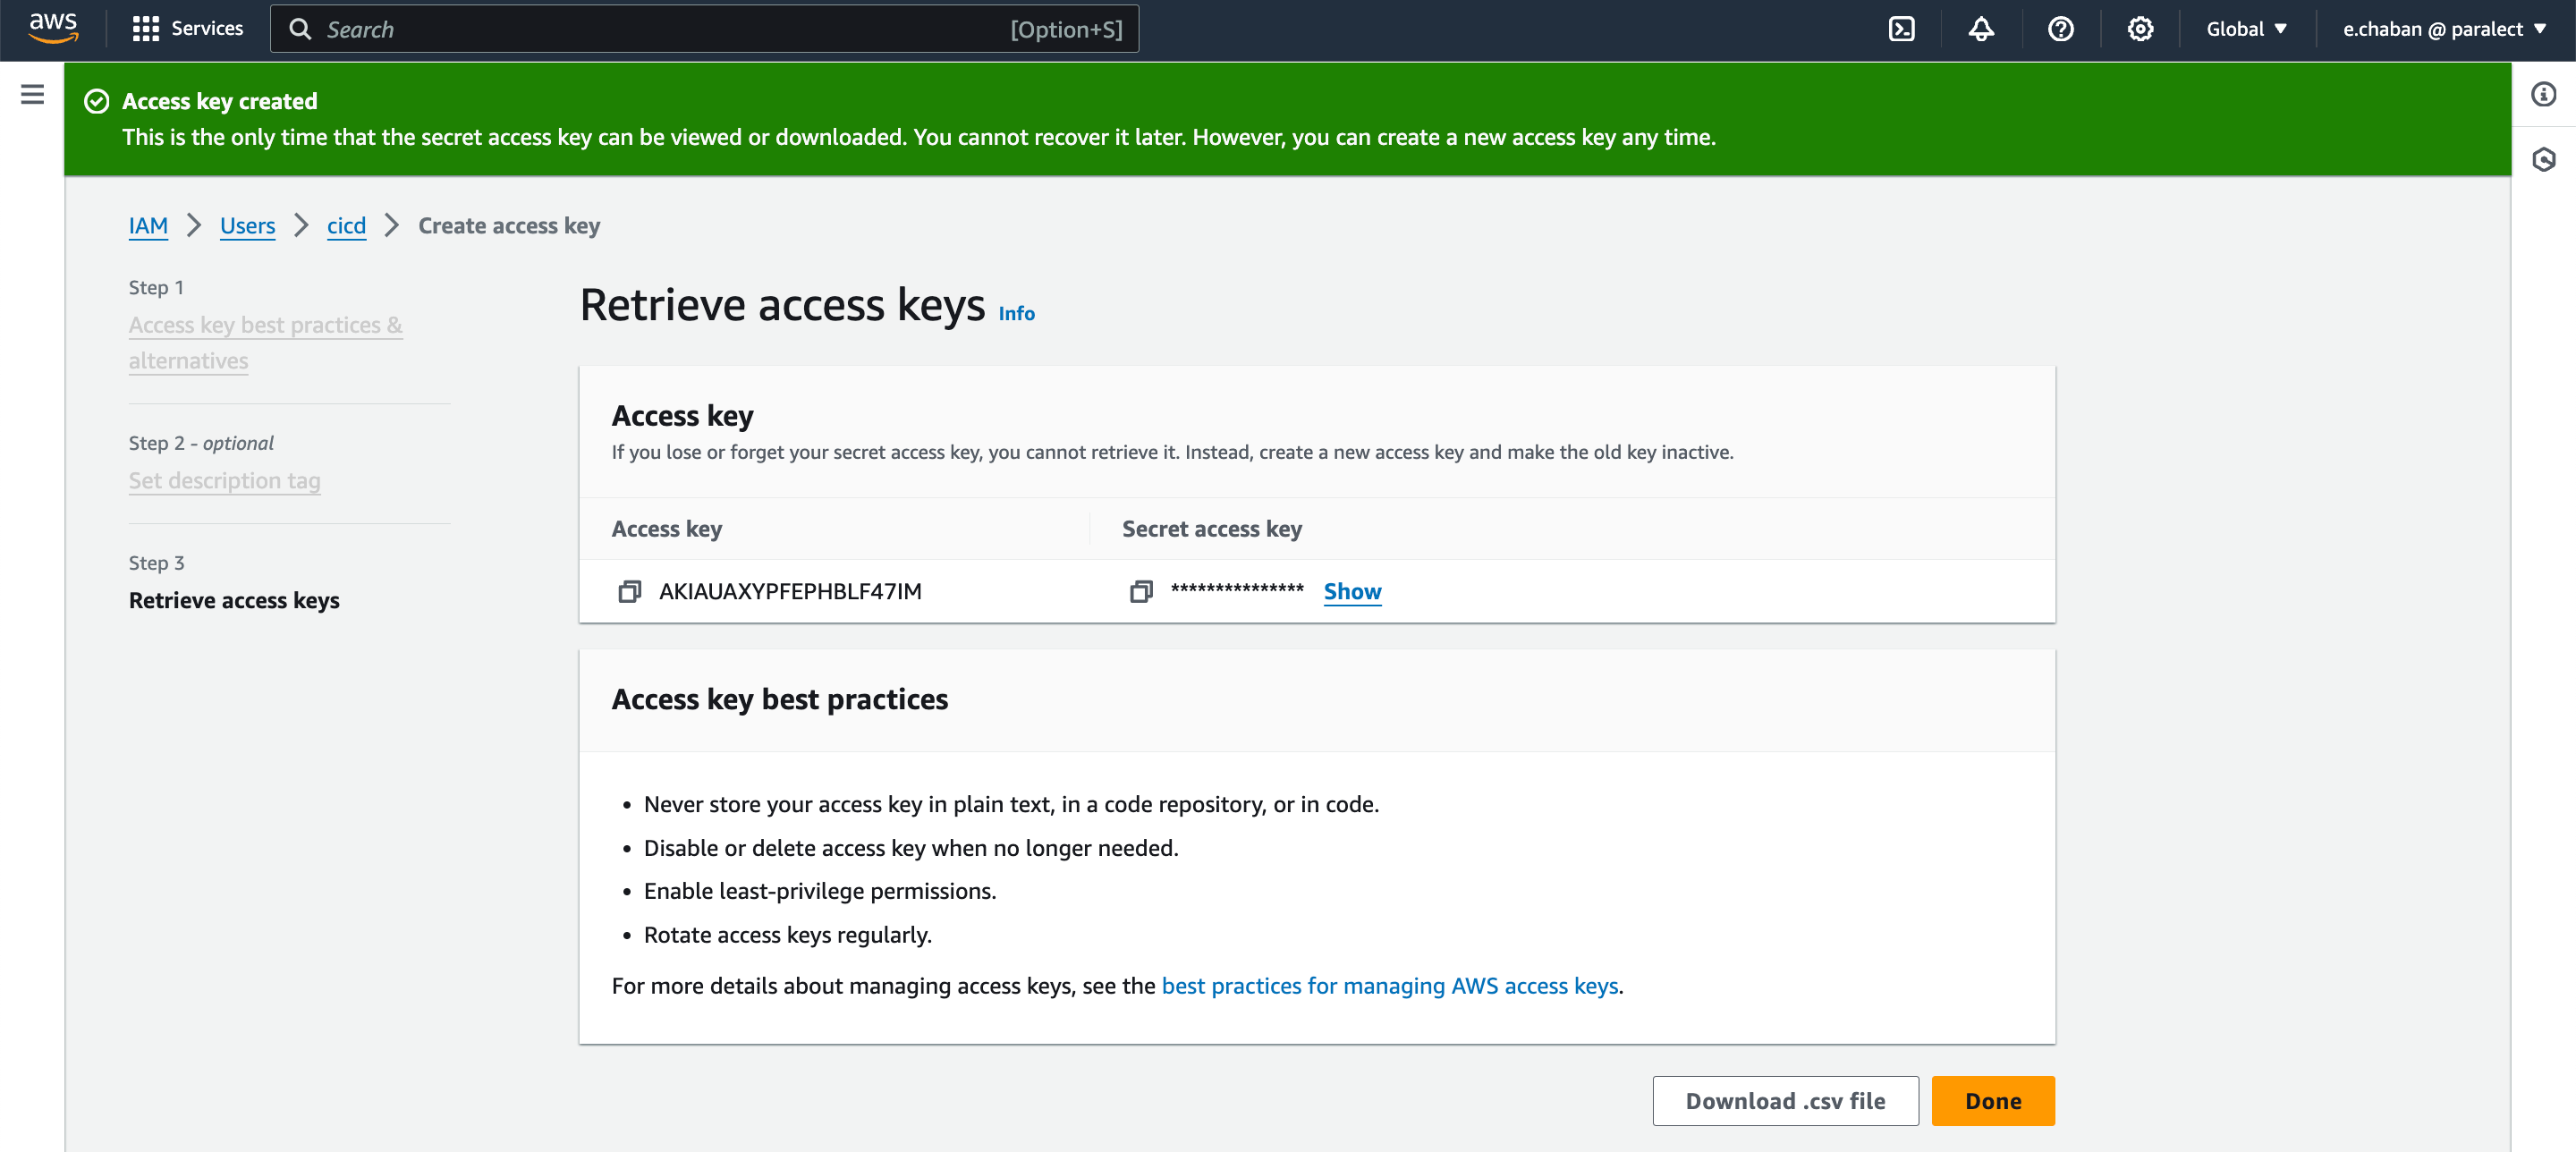 aws
Services
Search
[Option+S]
Global ▼
e.chaban @ paralect ▼
Access key created
This is the only time that the secret access key can be viewed or downloaded. You cannot recover it later. However, you can create a new access key any time.
IAM > Users > cicd > Create access key
Step 1
Access key best practices &
alternatives
Step 2 - optional
Set description tag
Step 3
Retrieve access keys
Retrieve access keys Info
Access key
If you lose or forget your secret access key, you cannot retrieve it. Instead, create a new access key and make the old key inactive.
Access key
Secret access key
AKIAUAXYPFEPHBLF47IM
*************** Show
Access key best practices
• Never store your access key in plain text, in a code repository, or in code.
• Disable or delete access key when no longer needed.
• Enable least-privilege permissions.
• Rotate access keys regularly.
For more details about managing access keys, see the best practices for managing AWS access keys.
Download .csv file
Done